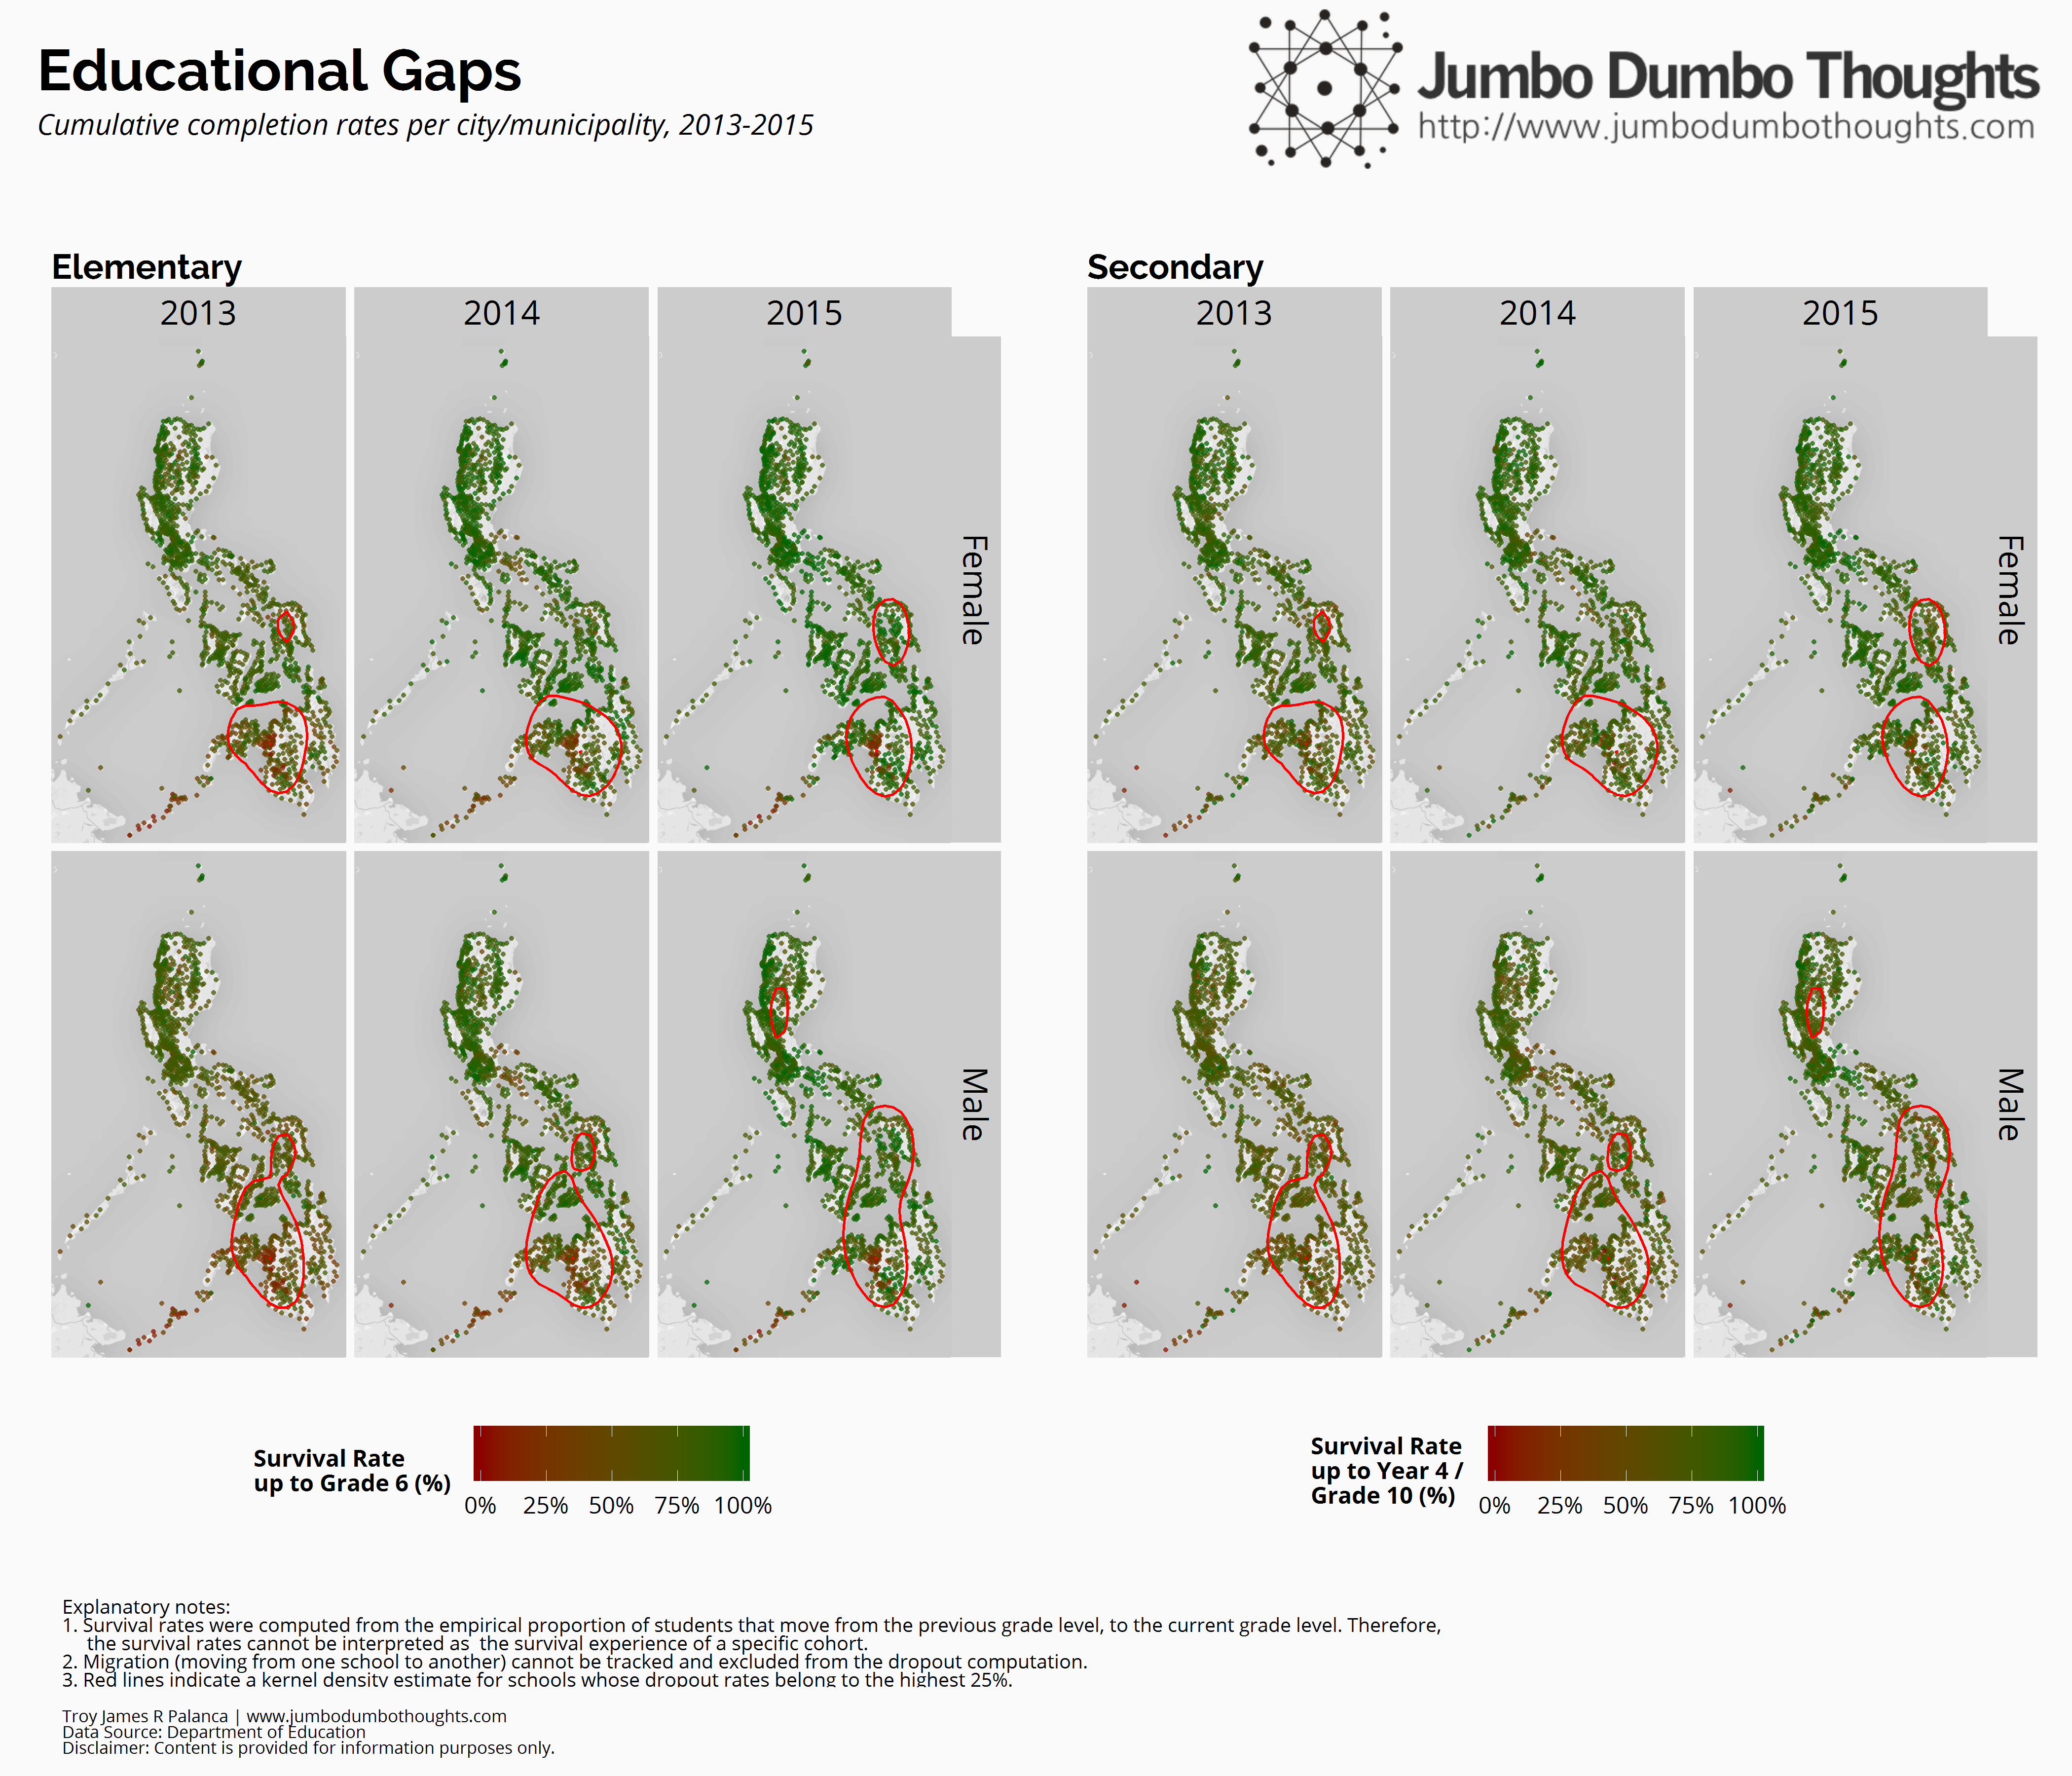 Educational Gaps
Cumulative completion rates per city/municipality, 2013-2015
Jumbo Dumbo Thoughts
http://www.jumbodumbothoughts.com
Elementary
2013
2014
2015
Female
Male
Secondary
2013
2014
2015
Female
Male
Survival Rate
up to Grade 6 (%)
0% 25% 50% 75% 100%
Survival Rate
up to Year 4 /
Grade 10 (%)
0% 25% 50% 75% 100%
Explanatory notes:
1. Survival rates were computed from the empirical proportion of students that move from the previous grade level, to the current grade level. Therefore,
the survival rates cannot be interpreted as  the survival experience of a specific cohort.
2. Migration (moving from one school to another) cannot be tracked and excluded from the dropout computation.
3. Red lines indicate a kernel density estimate for schools whose dropout rates belong to the highest 25%.
Troy James R Palanca | www.jumbodumbothoughts.com
Data Source: Department of Education
Disclaimer: Content is provided for information purposes only.